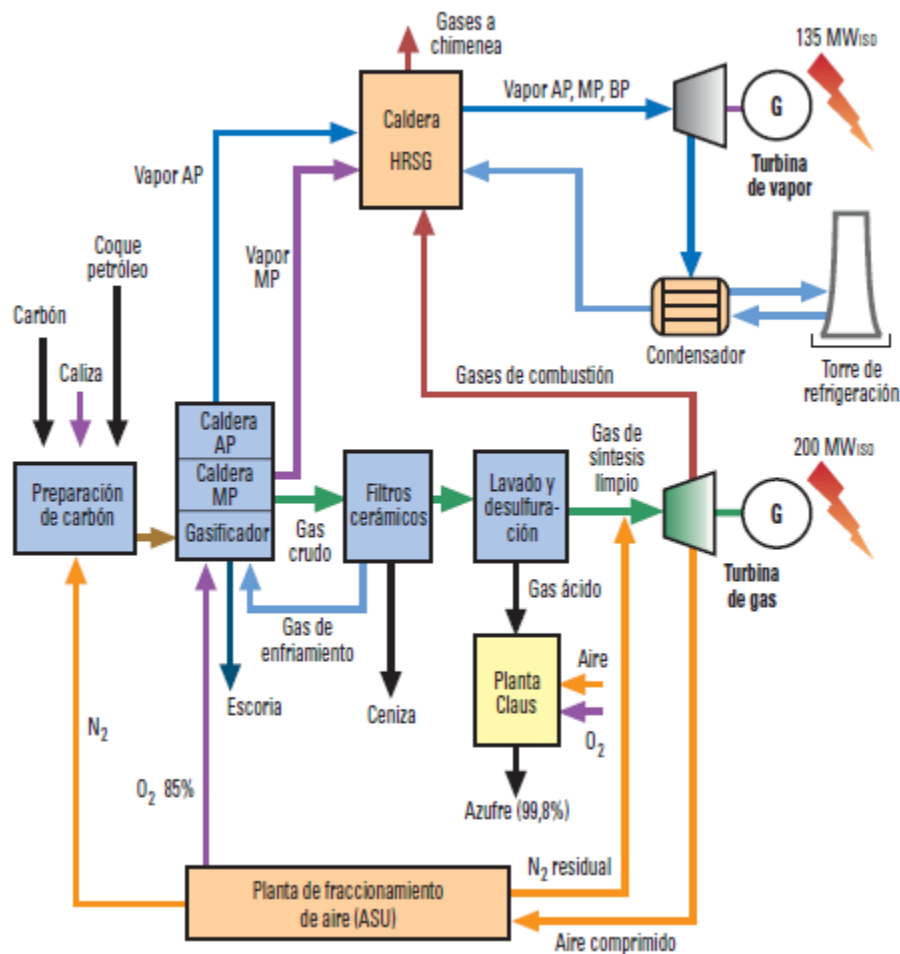 Gases a
chimenea
135 MWISO
Caldera
HRSG
Vapor AP, MP, BP
G
Turbina
de vapor
Vapor AP
Vapor
MP
Coque
petróleo
Carbón
Caliza
Condensador
Torre de
refrigeración
Gases de combustión
Caldera
AP
Caldera
MP
Gasificador
Preparación
de carbón
Gas
crudo
Filtros
cerámicos
Lavado y
desulfura-
ción
Gas de
síntesis
limpio
200 MWISO
G
Turbina
de gas
Gas de
enfriamiento
Gas ácido
Escoria
Ceniza
Planta
Claus
Aire
O2
N2
O2 85%
Azufre (99,8%)
N2 residual
Planta de fraccionamiento
de aire (ASU)
Aire comprimido